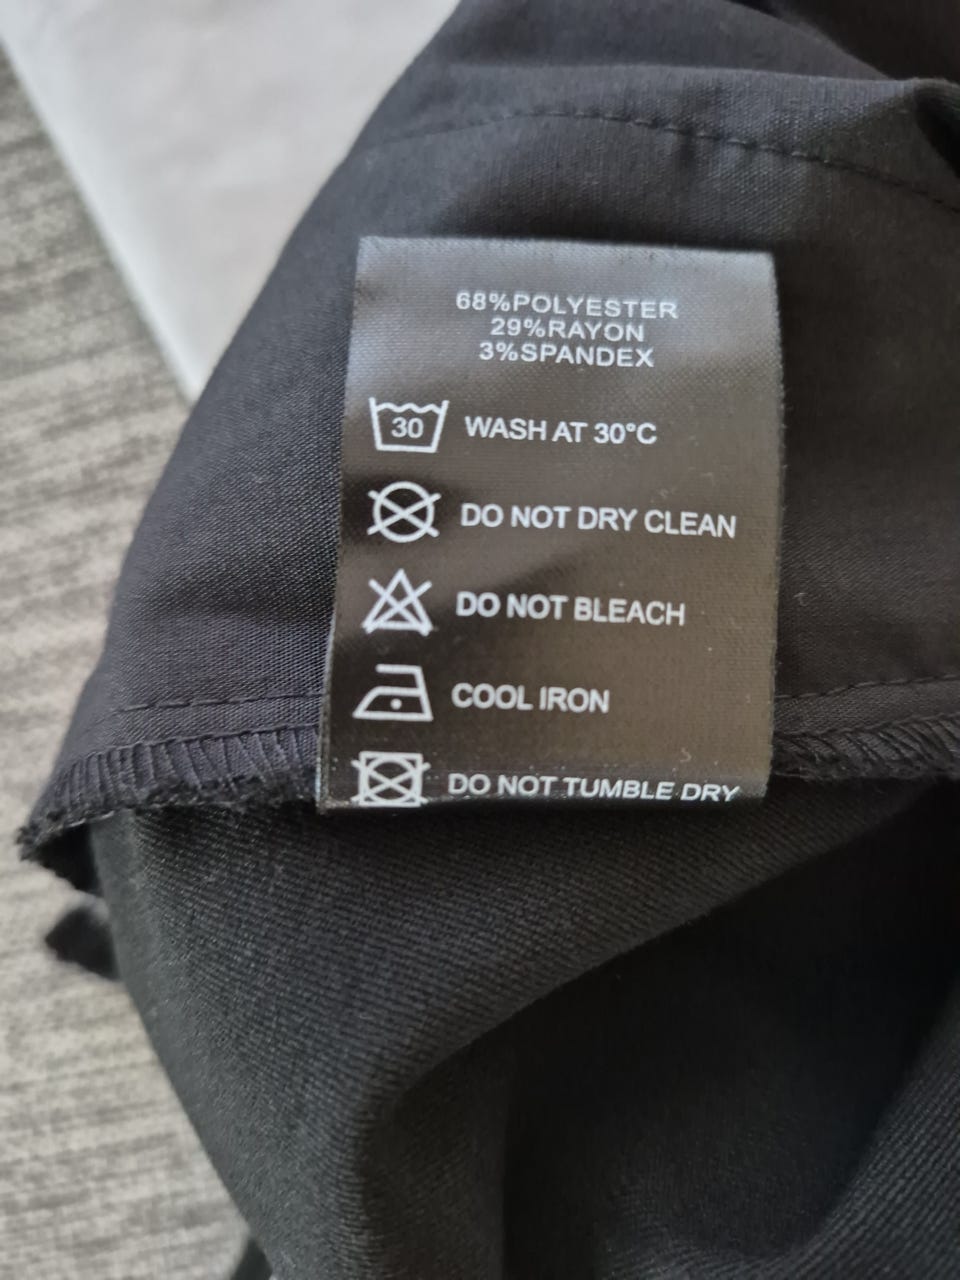 68%POLYESTER
29%RAYON
3%SPANDEX
30 WASH AT 30°C
DO NOT DRY CLEAN
DO NOT BLEACH
COOL IRON
DO NOT TUMBLE DRY